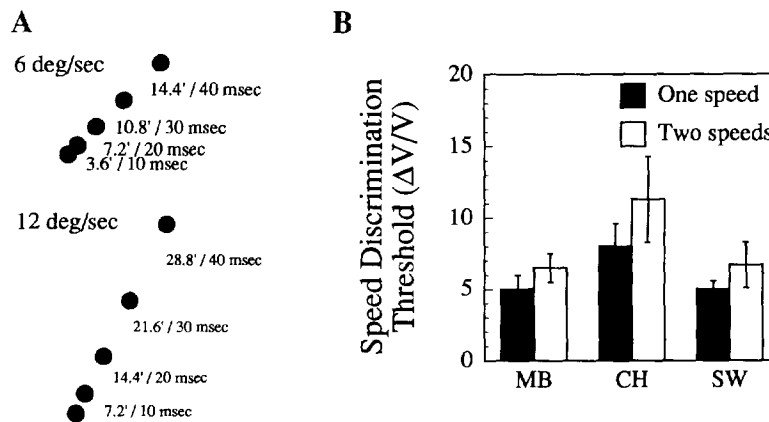 A
6 deg/sec
14.4' / 40 msec
10.8' / 30 msec
7.2' / 20 msec
3.6' / 10 msec
12 deg/sec
28.8' / 40 msec
21.6' / 30 msec
14.4' / 20 msec
7.2' / 10 msec
B
Speed Discrimination
Threshold (ΔV/V)
20
15
10
5
0
One speed
Two speeds
MB CH SW